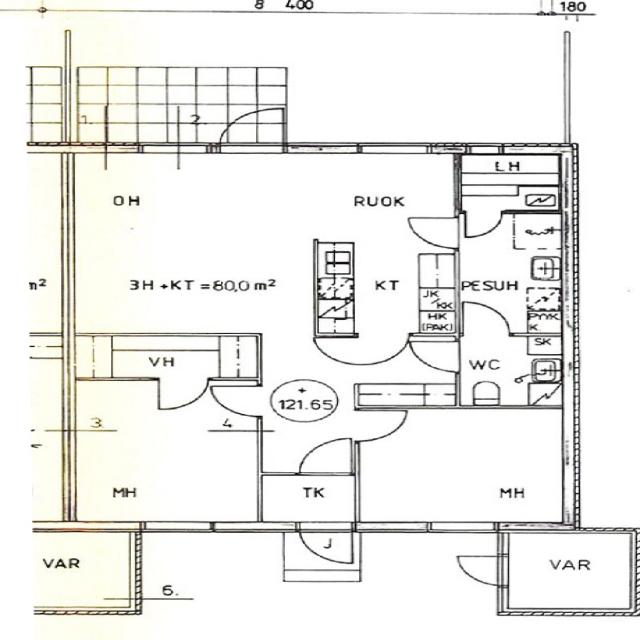 8 400
180
1.
2.
LH
OH
RUOK
m²
3H +KT = 80,0 m²
KT
PESUH
JK
KK
HK
(PAK)
PYYK
K.
SK
VH
WC
+
121.65
3.
4.
MH
TK
MH
J
VAR
VAR
6.